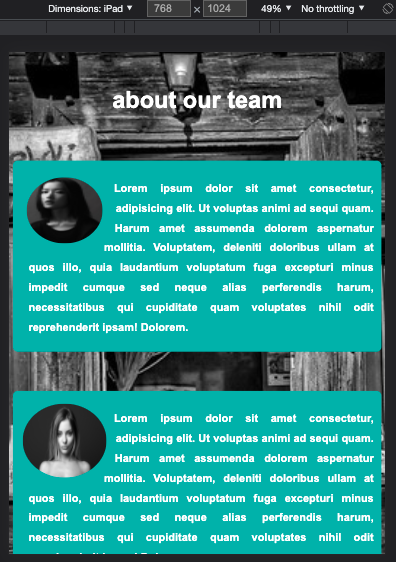 Dimensions: iPad ▼ 768 × 1024 49% ▼ No throttling ▼
about our team
Lorem ipsum dolor sit amet consectetur,
adipisicing elit. Ut voluptas animi ad sequi quam.
Harum amet assumenda dolorem aspernatur
mollitia. Voluptatem, deleniti doloribus ullam at
quos illo, quia laudantium voluptatum fuga excepturi minus
impedit cumque sed neque alias perferendis harum,
necessitatibus qui cupiditate quam voluptates nihil odit
reprehenderit ipsam! Dolorem.
Lorem ipsum dolor sit amet consectetur,
adipisicing elit. Ut voluptas animi ad sequi quam.
Harum amet assumenda dolorem aspernatur
mollitia. Voluptatem, deleniti doloribus ullam at
quos illo, quia laudantium voluptatum fuga excepturi minus
impedit cumque sed neque alias perferendis harum,
necessitatibus qui cupiditate quam voluptates nihil odit